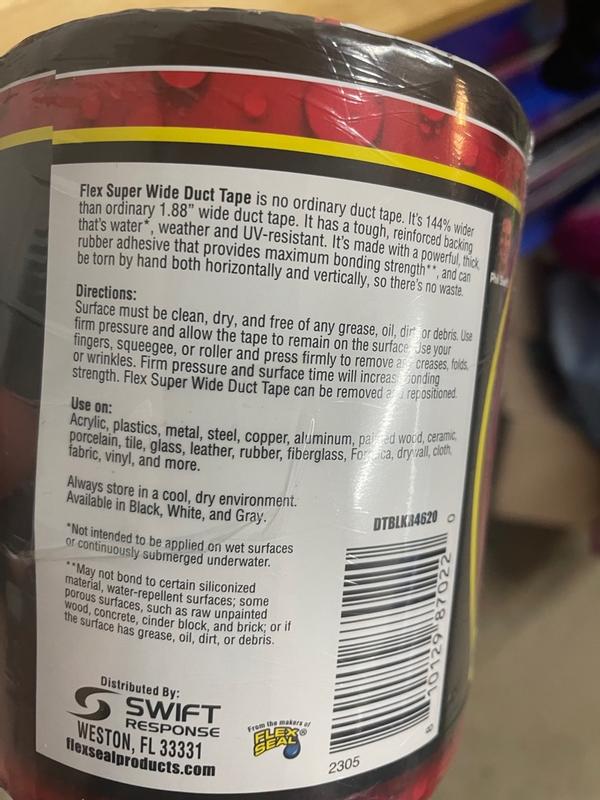 Flex Super Wide Duct Tape is no ordinary duct tape. It's 144% wider
than ordinary 1.88" wide duct tape. It has a tough, reinforced backing
that's water*, weather and UV-resistant. It's made with a powerful, thick,
rubber adhesive that provides maximum bonding strength**, and can
be torn by hand both horizontally and vertically, so there's no waste.
Directions:
Surface must be clean, dry, and free of any grease, oil, dirt or debris. Use
firm pressure and allow the tape to remain on the surface. Use your
fingers, squeegee, or roller and press firmly to remove creases, folds,
or wrinkles. Firm pressure and surface time will increase bonding
strength. Flex Super Wide Duct Tape can be removed and repositioned.
Use on:
Acrylic, plastics, metal, steel, copper, aluminum, painted wood, ceramic,
porcelain, tile, glass, leather, rubber, fiberglass, drywall, cloth,
fabric, vinyl, and more.
Always store in a cool, dry environment.
Available in Black, White, and Gray.
*Not intended to be applied on wet surfaces
or continuously submerged underwater.
**May not bond to certain siliconized
material, water-repellent surfaces; some
porous surfaces, such as raw unpainted
wood, concrete, cinder block, and brick; or if
the surface has grease, oil, dirt, or debris.
DTBLKR4620
8 10129 87022 0
Distributed By:
SWIFT
RESPONSE
WESTON, FL 33331
flexsealproducts.com
From the makers of
FLEX
SEAL®
2305
Phil